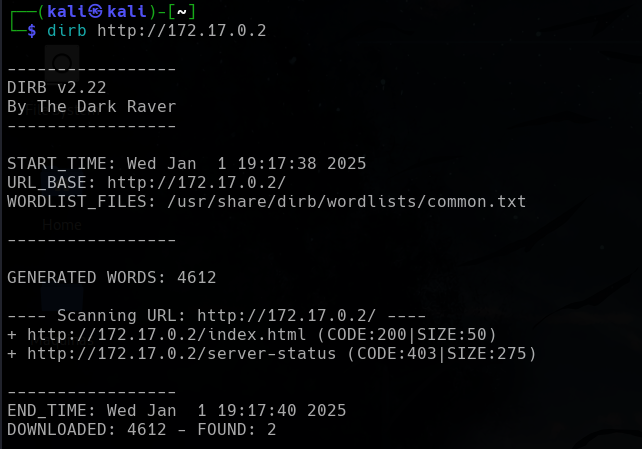 ┌──(kali㉿kali)-[~]
└─$ dirb http://172.17.0.2
-----------------
DIRB v2.22
By The Dark Raver
-----------------
START_TIME: Wed Jan  1 19:17:38 2025
URL_BASE: http://172.17.0.2/
WORDLIST_FILES: /usr/share/dirb/wordlists/common.txt
-----------------
Home
GENERATED WORDS: 4612
---- Scanning URL: http://172.17.0.2/ ----
+ http://172.17.0.2/index.html (CODE:200|SIZE:50)
+ http://172.17.0.2/server-status (CODE:403|SIZE:275)
-----------------
END_TIME: Wed Jan  1 19:17:40 2025
DOWNLOADED: 4612 - FOUND: 2